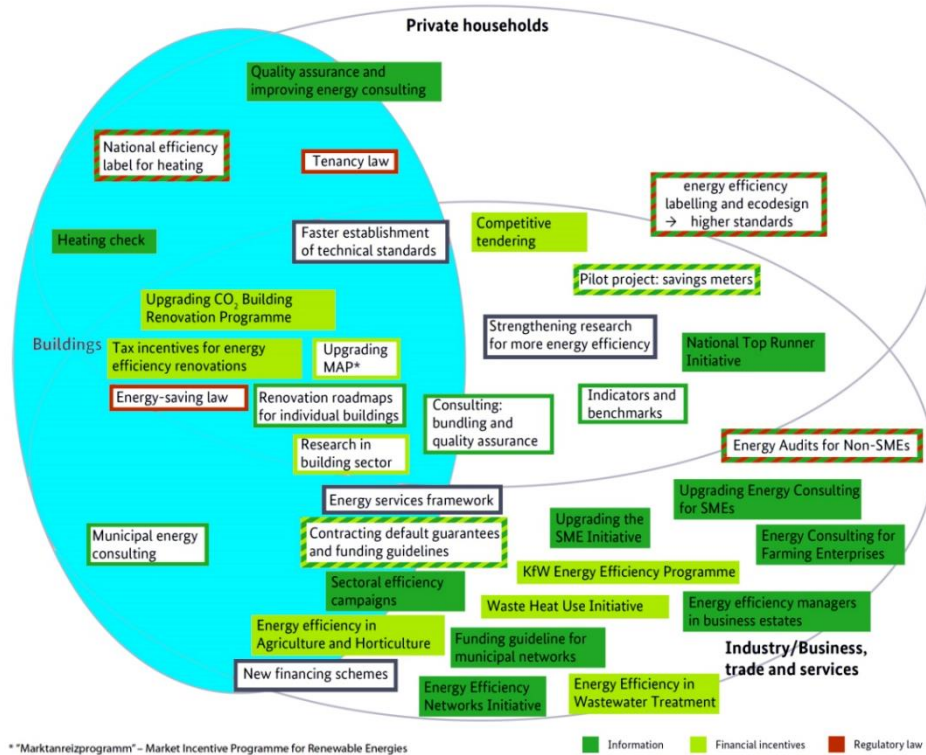 Private households
Quality assurance and
improving energy consulting
National efficiency
label for heating
Tenancy law
energy efficiency
labelling and ecodesign
→ higher standards
Heating check
Faster establishment
of technical standards
Competitive
tendering
Pilot project: savings meters
Upgrading CO₂ Building
Renovation Programme
Strengthening research
for more energy efficiency
National Top Runner
Initiative
Buildings
Tax incentives for energy
efficiency renovations
Upgrading
MAP*
Energy-saving law
Renovation roadmaps
for individual buildings
Consulting:
bundling and
quality assurance
Indicators and
benchmarks
Research in
building sector
Energy Audits for Non-SMEs
Energy services framework
Upgrading Energy Consulting
for SMEs
Municipal energy
consulting
Contracting default guarantees
and funding guidelines
Upgrading the
SME Initiative
Energy Consulting for
Farming Enterprises
KfW Energy Efficiency Programme
Sectoral efficiency
campaigns
Waste Heat Use Initiative
Energy efficiency managers
in business estates
Energy efficiency in
Agriculture and Horticulture
Funding guideline for
municipal networks
Industry/Business,
trade and services
New financing schemes
Energy Efficiency
Networks Initiative
Energy Efficiency in
Wastewater Treatment
* "Marktanreizprogramm" – Market Incentive Programme for Renewable Energies
Information
Financial incentives
Regulatory law